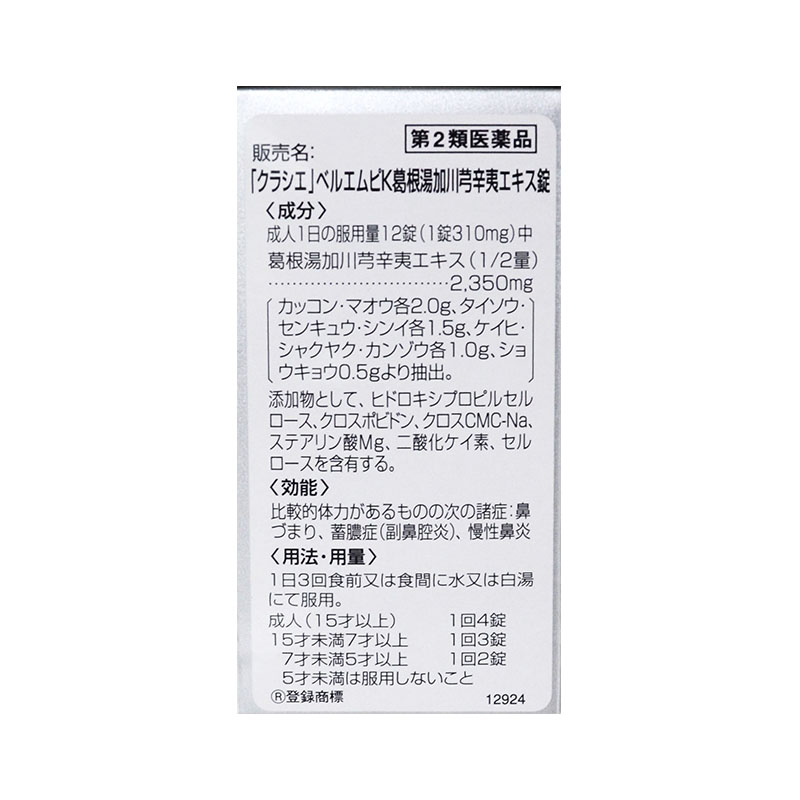 第2類医薬品
販売名:
「クラシエ」ベルエムピK葛根湯加川芎辛夷エキス錠
〈成分〉
成人1日の服用量12錠(1錠310mg)中
葛根湯加川芎辛夷エキス(1/2量)
……………………………2,350mg
カッコン・マオウ各2.0g、タイソウ・
センキュウ・シンイ各1.5g、ケイヒ・
シャクヤク・カンゾウ各1.0g、ショ
ウキョウ0.5gより抽出。
添加物として、ヒドロキシプロピルセル
ロース、クロスポビドン、クロスCMC-Na、
ステアリン酸Mg、二酸化ケイ素、セル
ロースを含有する。
〈効能〉
比較的体力があるものの次の諸症:鼻
づまり、蓄膿症(副鼻腔炎)、慢性鼻炎
〈用法・用量〉
1日3回食前又は食間に水又は白湯
にて服用。
成人(15才以上) 1回4錠
15才未満7才以上 1回3錠
7才未満5才以上 1回2錠
5才未満は服用しないこと
®登録商標 12924